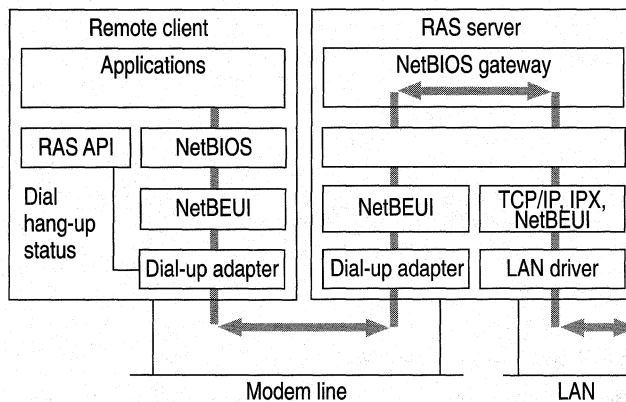 Remote client
Applications
RAS API
NetBIOS
Dial
hang-up
status
NetBEUI
Dial-up adapter
RAS server
NetBIOS gateway
NetBEUI
TCP/IP, IPX,
NetBEUI
Dial-up adapter
LAN driver
Modem line
LAN